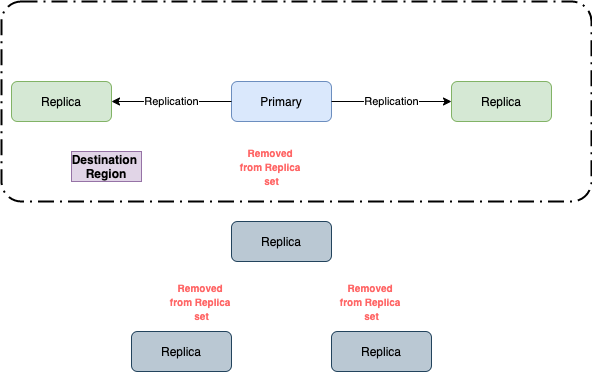 Replica
Replication
Primary
Replication
Replica
Destination
Region
Removed
from Replica
set
Replica
Removed
from Replica
set
Removed
from Replica
set
Replica
Replica